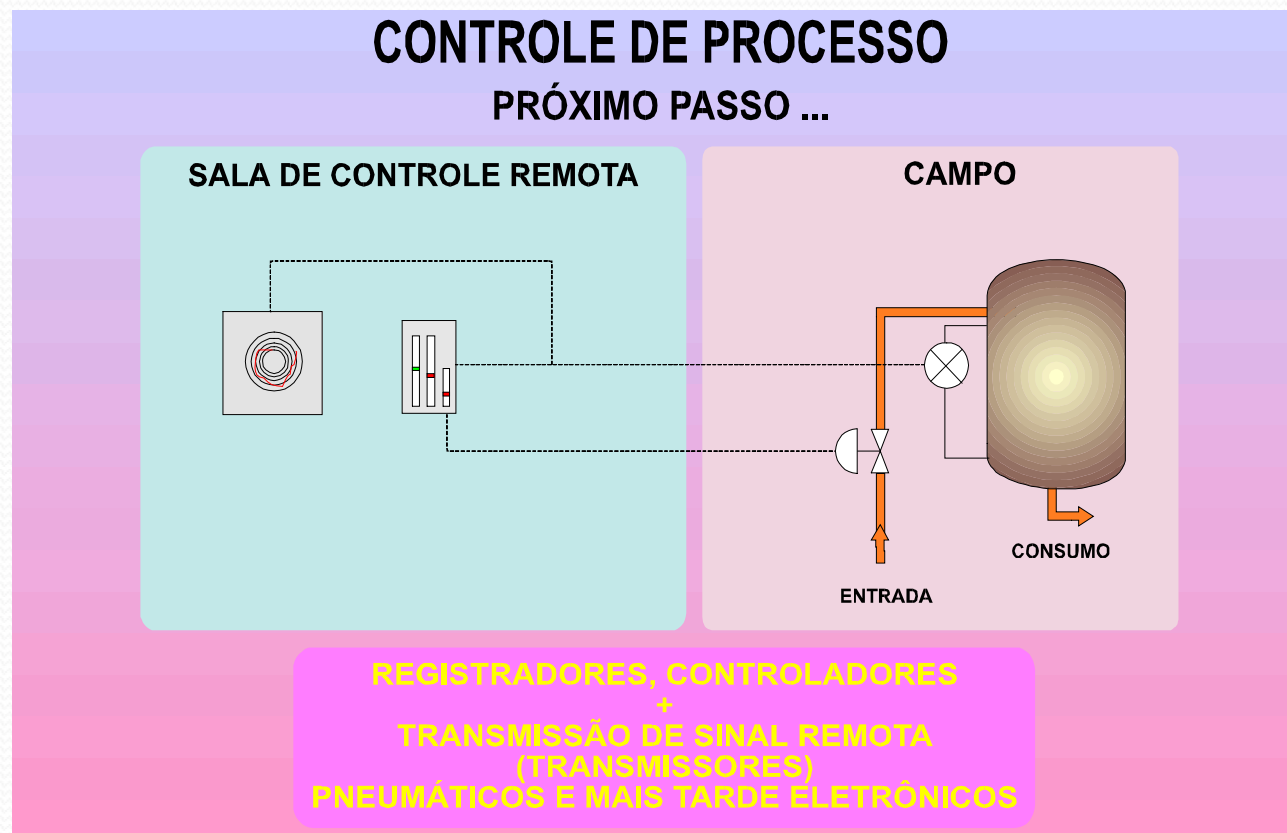 CONTROLE DE PROCESSO
PRÓXIMO PASSO ...
SALA DE CONTROLE REMOTA
CAMPO
CONSUMO
ENTRADA
REGISTRADORES, CONTROLADORES
+
TRANSMISSÃO DE SINAL REMOTA
(TRANSMISSORES)
PNEUMÁTICOS E MAIS TARDE ELETRÔNICOS